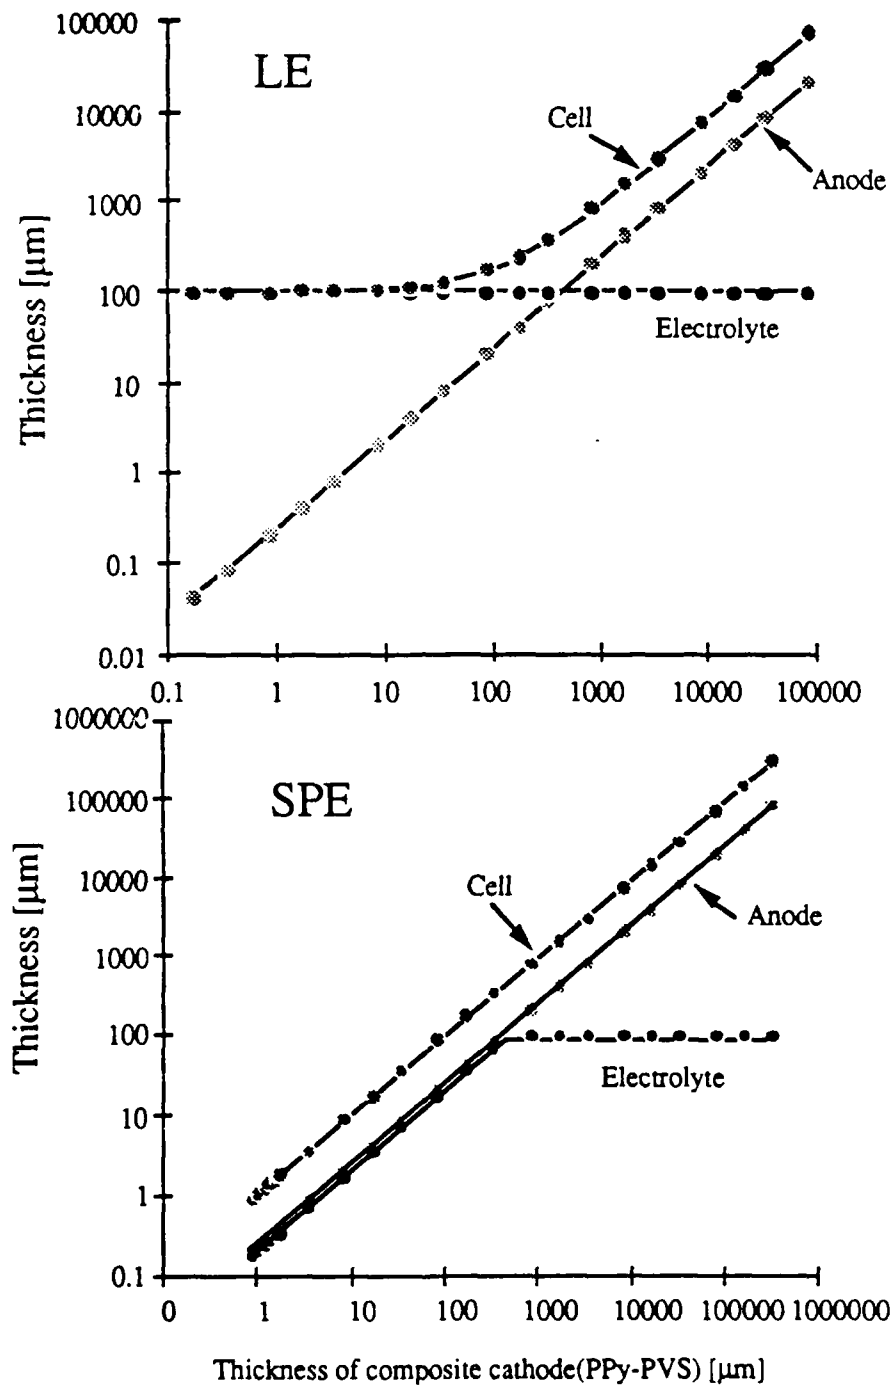 100000
LE
10000
Cell
Anode
1000
Thickness [µm]
100
Electrolyte
10
1
0.1
0.01
0.1 1 10 100 1000 10000 100000
1000000
SPE
100000
10000
Cell
Anode
1000
Thickness [µm]
100
Electrolyte
10
1
0.1
0 1 10 100 1000 10000 100000 1000000
Thickness of composite cathode(PPy-PVS) [µm]